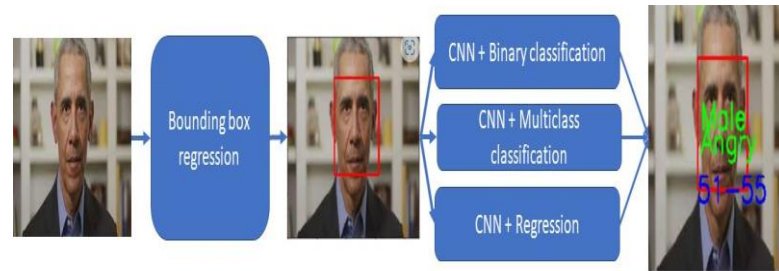 Bounding box
regression
CNN + Binary classification
CNN + Multiclass
classification
CNN + Regression
Male
Angry
51-55